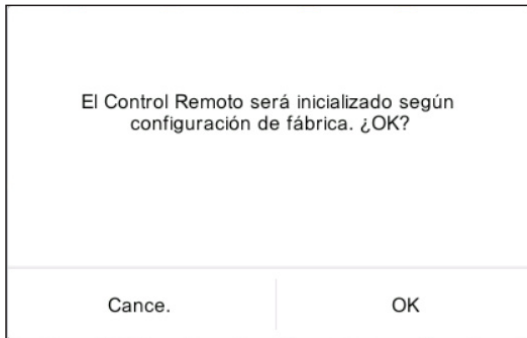 El Control Remoto será inicializado según
configuración de fábrica. ¿OK?
Cance.
OK